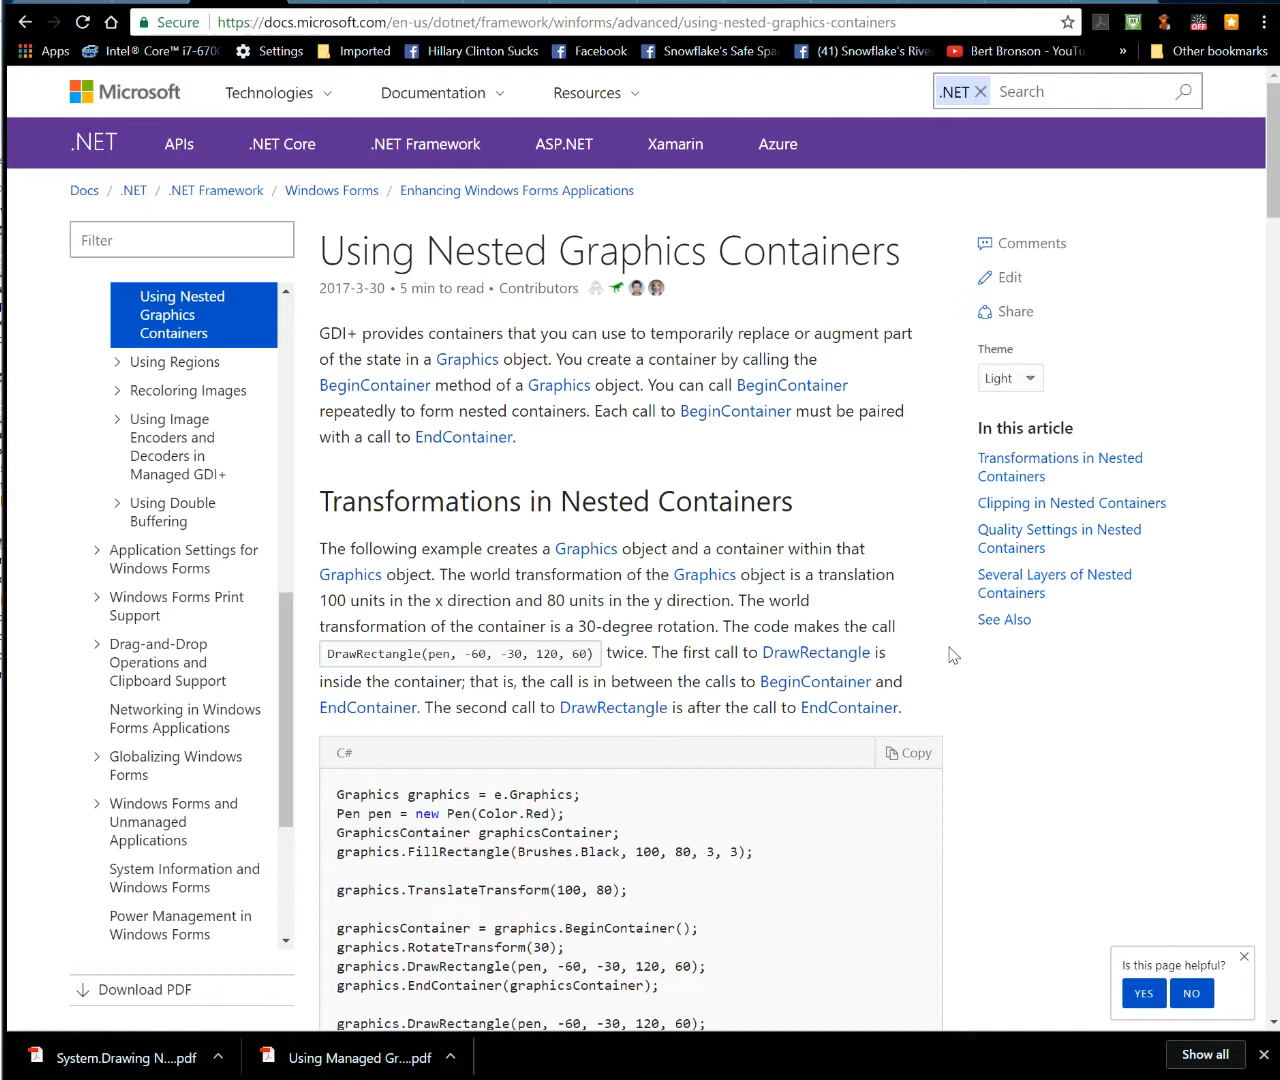 Secure https://docs.microsoft.com/en-us/dotnet/framework/winforms/advanced/using-nested-graphics-containers
Apps Intel® Core™ i7-670 Settings Imported Hillary Clinton Sucks Facebook Snowflake's Safe Spa (41) Snowflake's Rive Bert Bronson - YouTu » Other bookmarks
Microsoft Technologies Documentation Resources .NET Search
.NET APIs .NET Core .NET Framework ASP.NET Xamarin Azure
Docs / .NET / .NET Framework / Windows Forms / Enhancing Windows Forms Applications
Filter
Using Nested
Graphics
Containers
Using Regions
Recoloring Images
Using Image
Encoders and
Decoders in
Managed GDI+
Using Double
Buffering
Application Settings for
Windows Forms
Windows Forms Print
Support
Drag-and-Drop
Operations and
Clipboard Support
Networking in Windows
Forms Applications
Globalizing Windows
Forms
Windows Forms and
Unmanaged
Applications
System Information and
Windows Forms
Power Management in
Windows Forms
Download PDF
Using Nested Graphics Containers
2017-3-30 • 5 min to read • Contributors
GDI+ provides containers that you can use to temporarily replace or augment part
of the state in a Graphics object. You create a container by calling the
BeginContainer method of a Graphics object. You can call BeginContainer
repeatedly to form nested containers. Each call to BeginContainer must be paired
with a call to EndContainer.
Transformations in Nested Containers
The following example creates a Graphics object and a container within that
Graphics object. The world transformation of the Graphics object is a translation
100 units in the x direction and 80 units in the y direction. The world
transformation of the container is a 30-degree rotation. The code makes the call
DrawRectangle(pen, -60, -30, 120, 60) twice. The first call to DrawRectangle is
inside the container; that is, the call is in between the calls to BeginContainer and
EndContainer. The second call to DrawRectangle is after the call to EndContainer.
C# Copy
Graphics graphics = e.Graphics;
Pen pen = new Pen(Color.Red);
GraphicsContainer graphicsContainer;
graphics.FillRectangle(Brushes.Black, 100, 80, 3, 3);
graphics.TranslateTransform(100, 80);
graphicsContainer = graphics.BeginContainer();
graphics.RotateTransform(30);
graphics.DrawRectangle(pen, -60, -30, 120, 60);
graphics.EndContainer(graphicsContainer);
graphics.DrawRectangle(pen, -60, -30, 120, 60);
Comments
Edit
Share
Theme
Light
In this article
Transformations in Nested
Containers
Clipping in Nested Containers
Quality Settings in Nested
Containers
Several Layers of Nested
Containers
See Also
Is this page helpful?
YES NO
System.Drawing N....pdf Using Managed Gr....pdf Show all